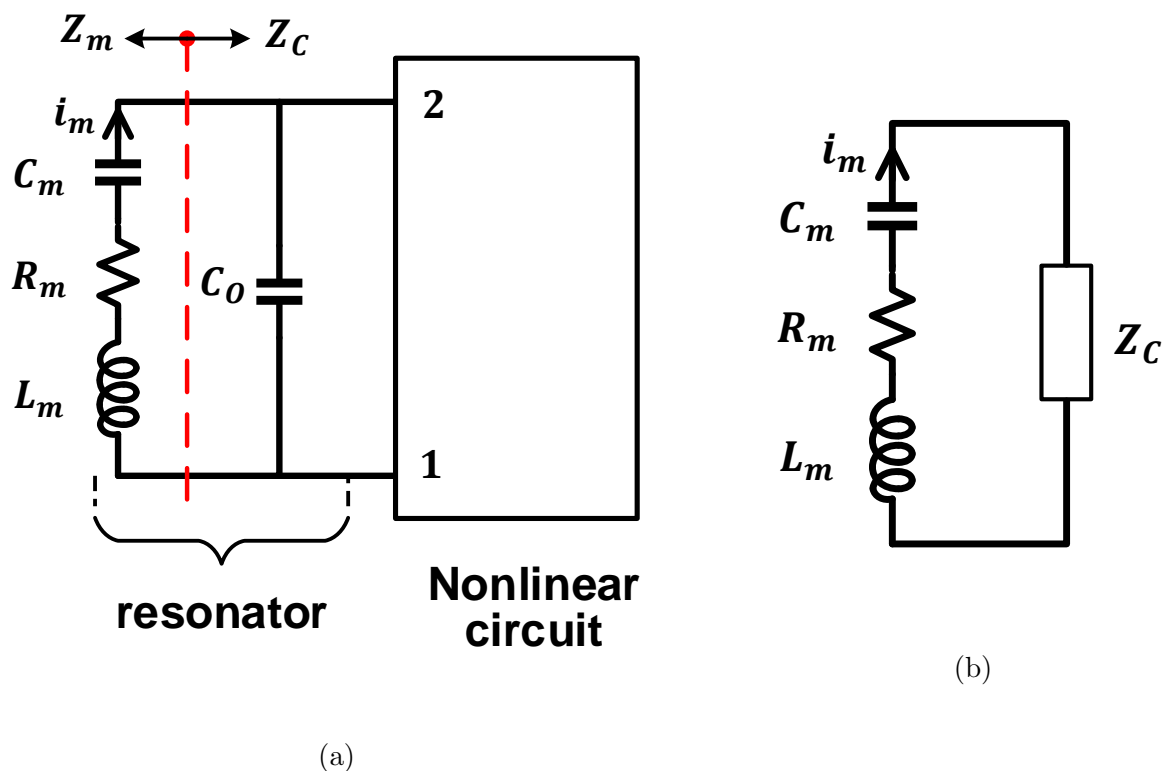 Z_m Z_C
i_m
C_m
R_m
L_m
C_O
2
1
resonator
Nonlinear
circuit
(a)
i_m
C_m
R_m
L_m
Z_C
(b)